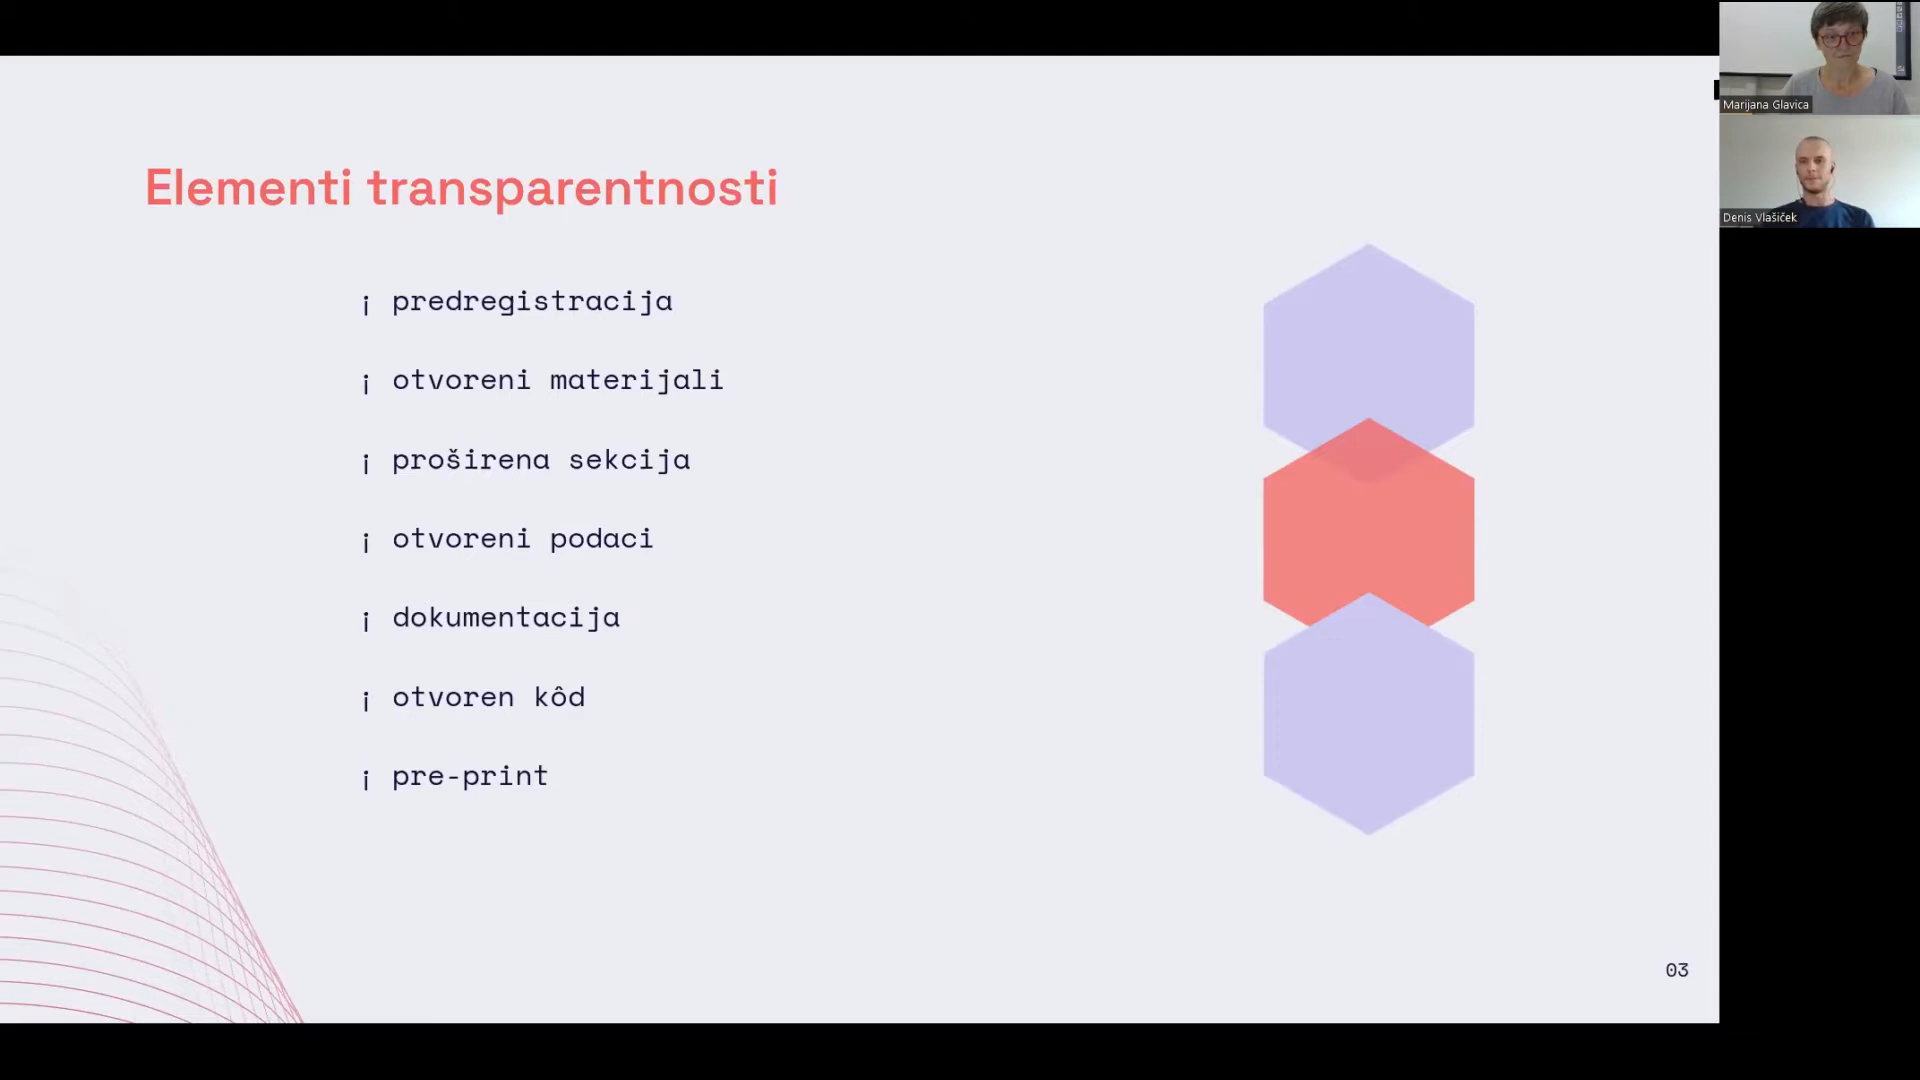 Elementi transparentnosti
¡ predregistracija
¡ otvoreni materijali
¡ proširena sekcija
¡ otvoreni podaci
¡ dokumentacija
¡ otvoren kôd
¡ pre-print
03
Marijana Glavica
Denis Vlašiček